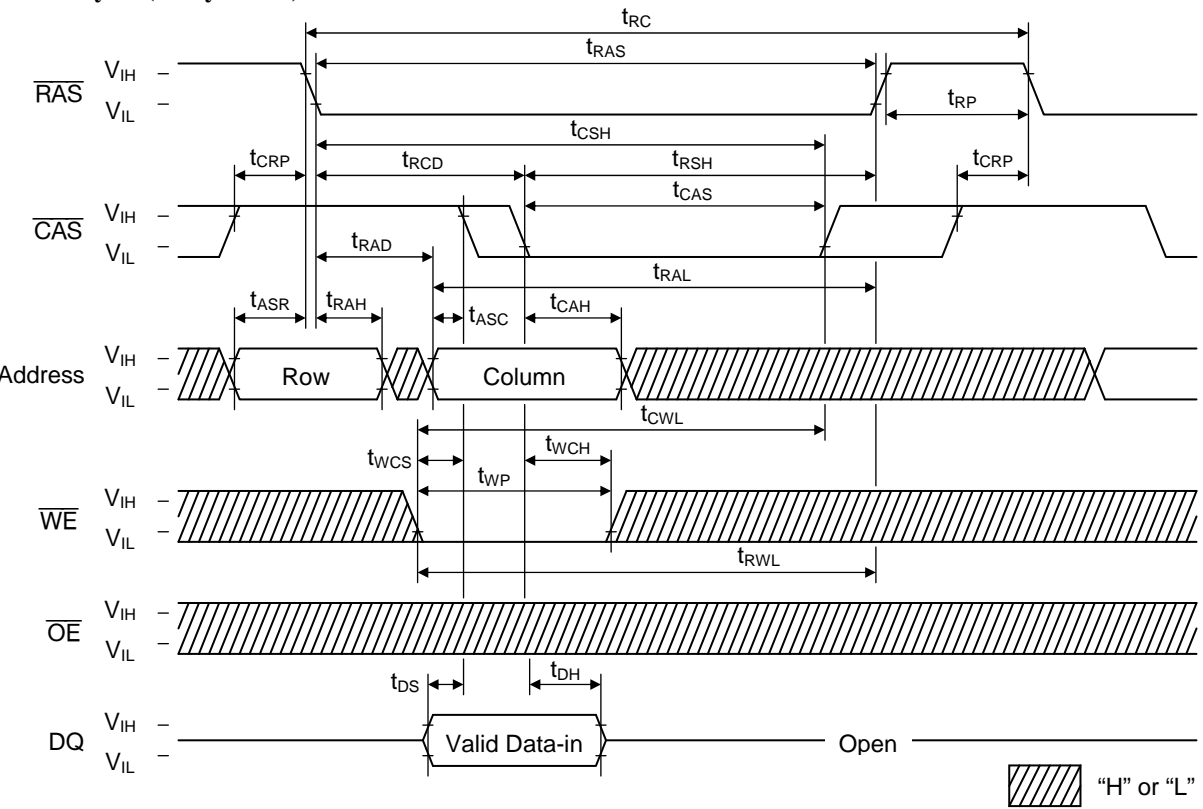 tRC
tRAS
VIH
RAS
VIL
tRP
tCSH
tCRP
tRCD
tRSH
tCRP
tCAS
VIH
CAS
VIL
tRAD
tRAL
tASR
tRAH
tASC
tCAH
VIH
Address
Row
Column
VIL
tCWL
tWCS
tWCH
tWP
VIH
WE
VIL
tRWL
VIH
OE
VIL
tDS
tDH
VIH
DQ
Valid Data-in
Open
VIL
“H” or “L”